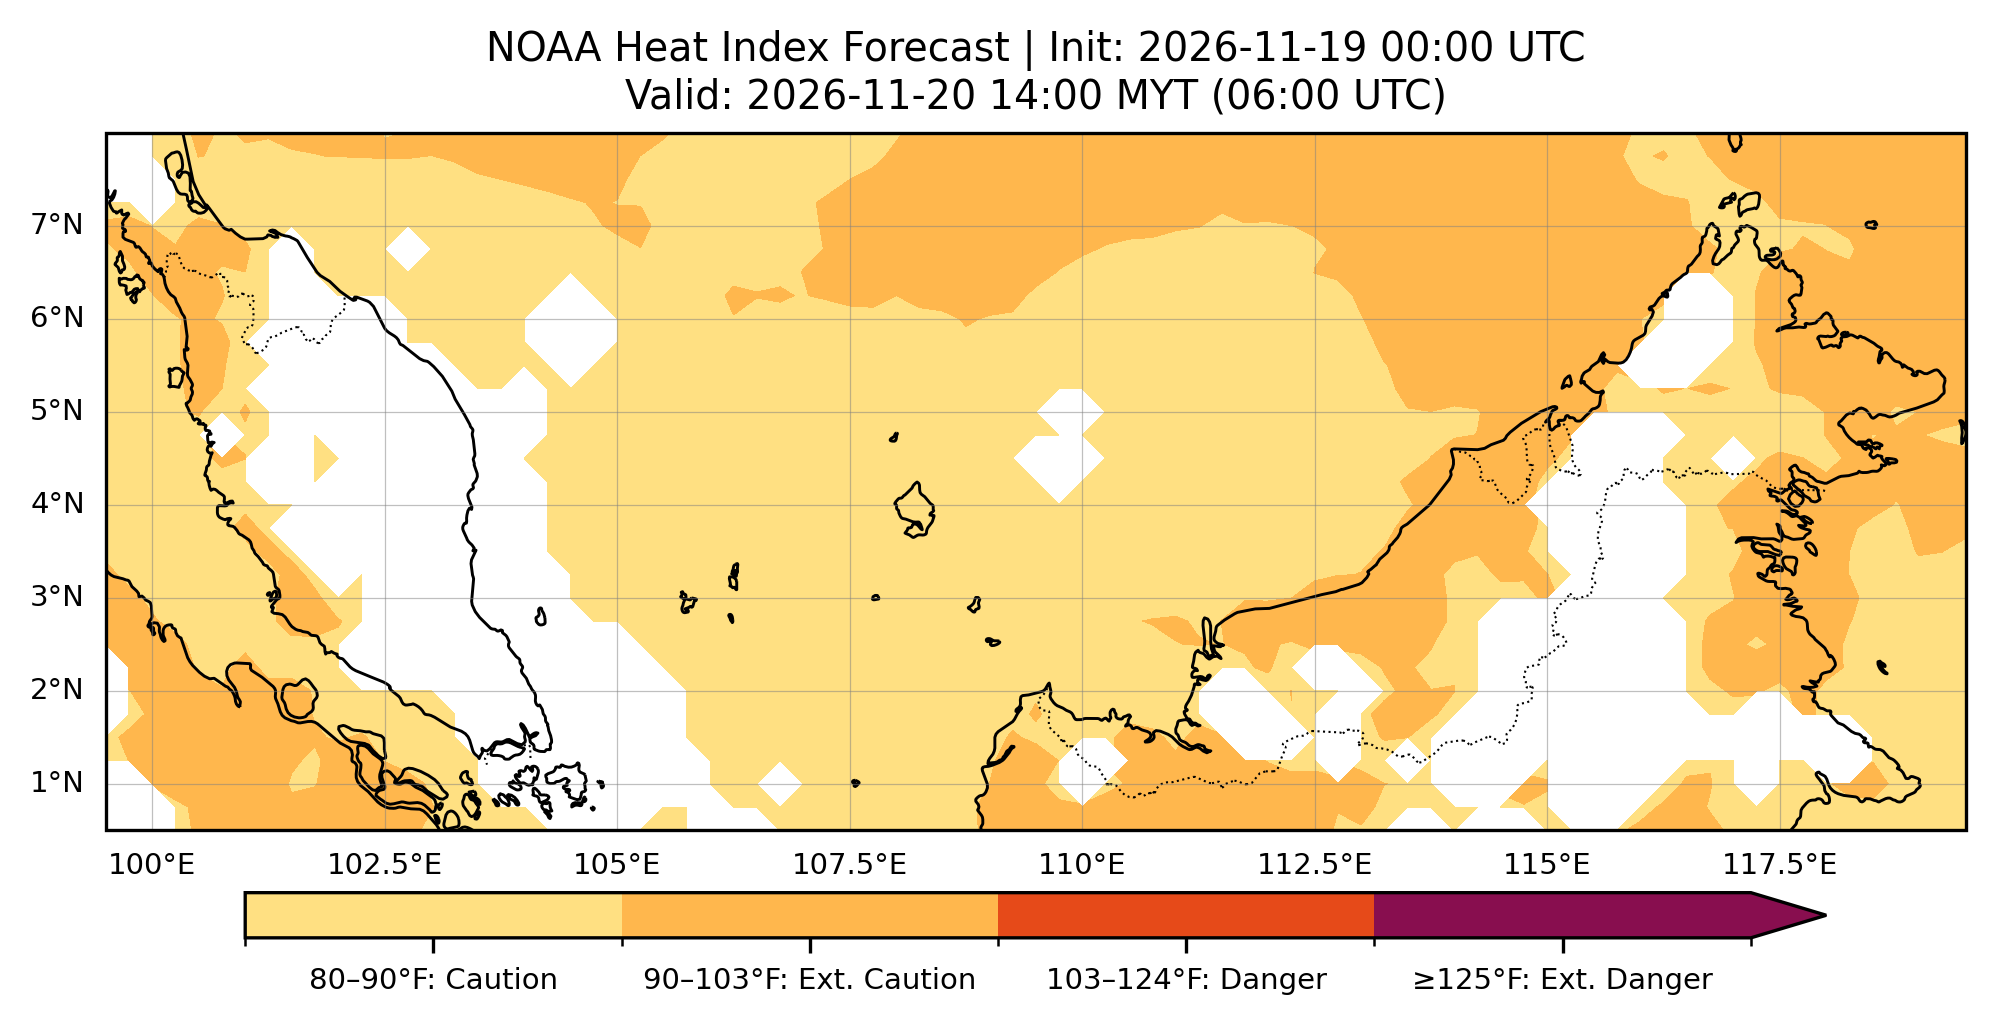 NOAA Heat Index Forecast | Init: 2026-11-19 00:00 UTC
Valid: 2026-11-20 14:00 MYT (06:00 UTC)
7°N
6°N
5°N
4°N
3°N
2°N
1°N
100°E
102.5°E
105°E
107.5°E
110°E
112.5°E
115°E
117.5°E
80–90°F: Caution
90–103°F: Ext. Caution
103–124°F: Danger
≥125°F: Ext. Danger